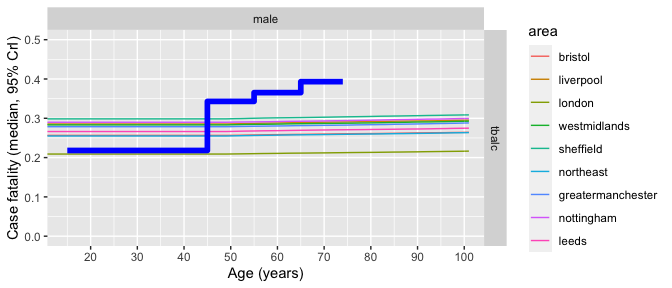 male
area
0.5
0.4
0.3
0.2
0.1
0.0
Case fatality (median, 95% CrI)
tbalc
20 30 40 50 60 70 80 90 100
Age (years)
bristol
liverpool
london
westmidlands
sheffield
northeast
greatermanchester
nottingham
leeds